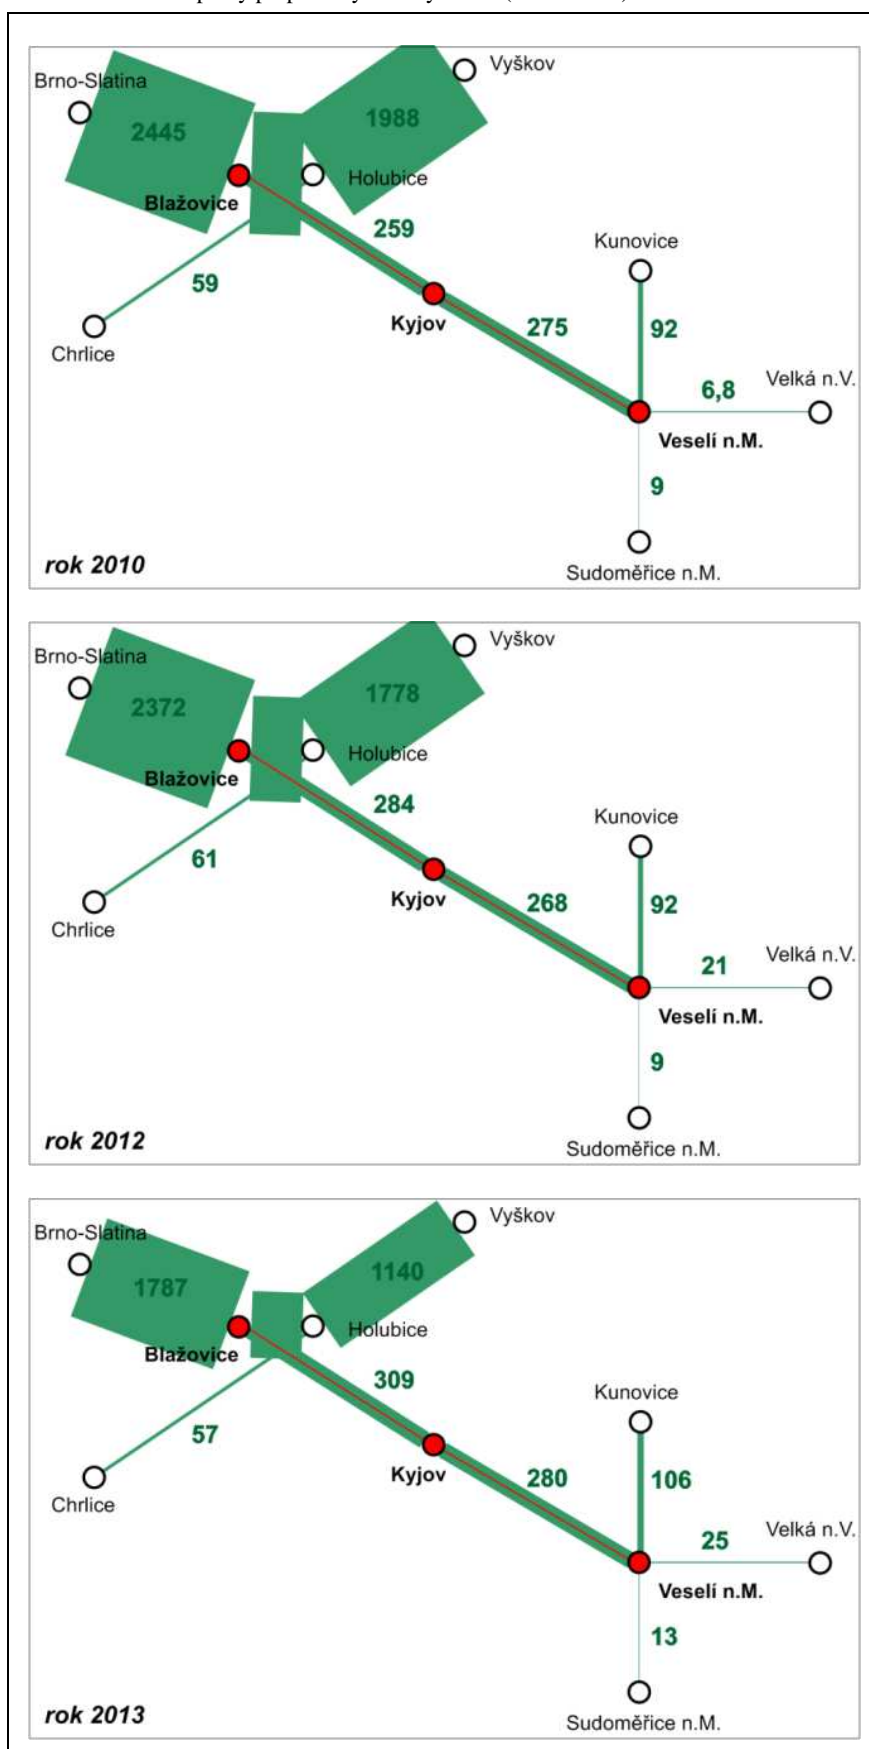 Vyškov
Brno-Slatina
1988
2445
Holubice
Blažovice
259
Kunovice
59
Kyjov
275
92
Chrlice
Velká n.V.
6,8
Veselí n.M.
9
rok 2010
Sudoměřice n.M.
Vyškov
Brno-Slatina
1778
2372
Holubice
Blažovice
284
Kunovice
61
Kyjov
268
92
Chrlice
Velká n.V.
21
Veselí n.M.
9
rok 2012
Sudoměřice n.M.
Vyškov
Brno-Slatina
1140
1787
Holubice
Blažovice
309
Kunovice
57
Kyjov
280
106
Chrlice
Velká n.V.
25
Veselí n.M.
13
rok 2013
Sudoměřice n.M.